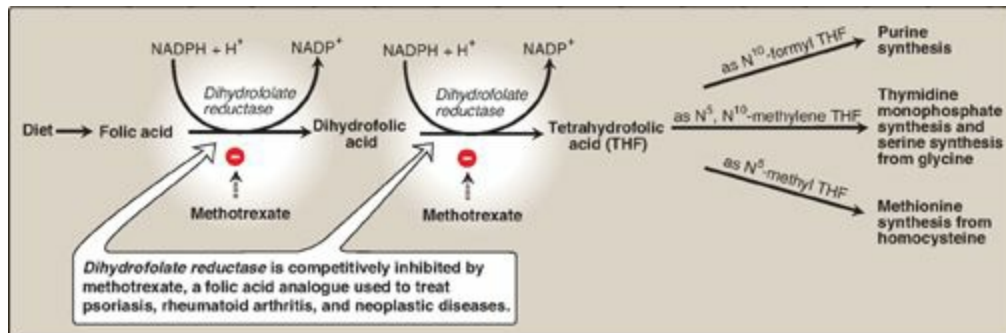 NADPH + H⁺
NADP⁺
NADPH + H⁺
NADP⁺
Dihydrofolate
reductase
Dihydrofolate
reductase
Diet
Folic acid
Dihydrofolic
acid
Tetrahydrofolic
acid (THF)
as N¹⁰-formyl THF
Purine
synthesis
as N⁵, N¹⁰-methylene THF
Thymidine
monophosphate
synthesis and
serine synthesis
from glycine
as N⁵-methyl THF
Methionine
synthesis from
homocysteine
Methotrexate
Methotrexate
Dihydrofolate reductase is competitively inhibited by
methotrexate, a folic acid analogue used to treat
psoriasis, rheumatoid arthritis, and neoplastic diseases.